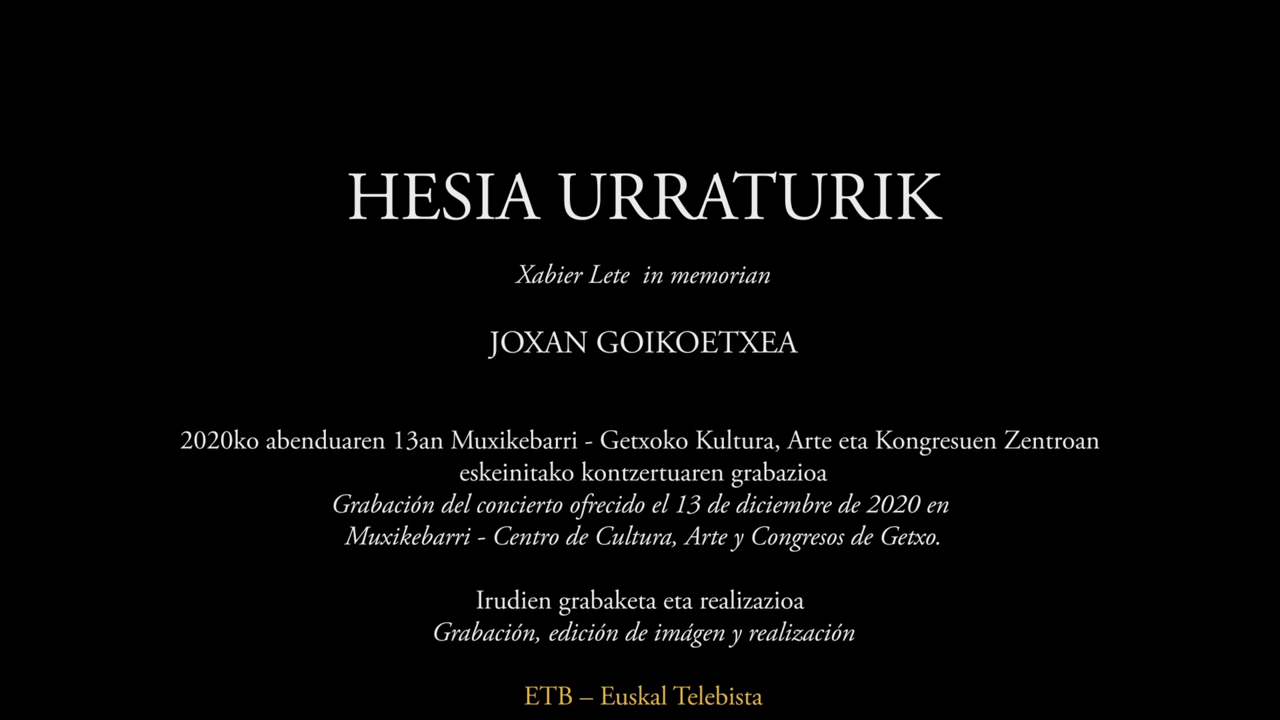 HESIA URRATURIK
Xabier Lete in memorian
JOXAN GOIKOETXEA
2020ko abenduaren 13an Muxikebarri - Getxoko Kultura, Arte eta Kongresuen Zentroan
eskeinitako kontzertuaren grabazioa
Grabación del concierto ofrecido el 13 de diciembre de 2020 en
Muxikebarri - Centro de Cultura, Arte y Congresos de Getxo.
Irudien grabaketa eta realizazioa
Grabación, edición de imágen y realización
ETB – Euskal Telebista